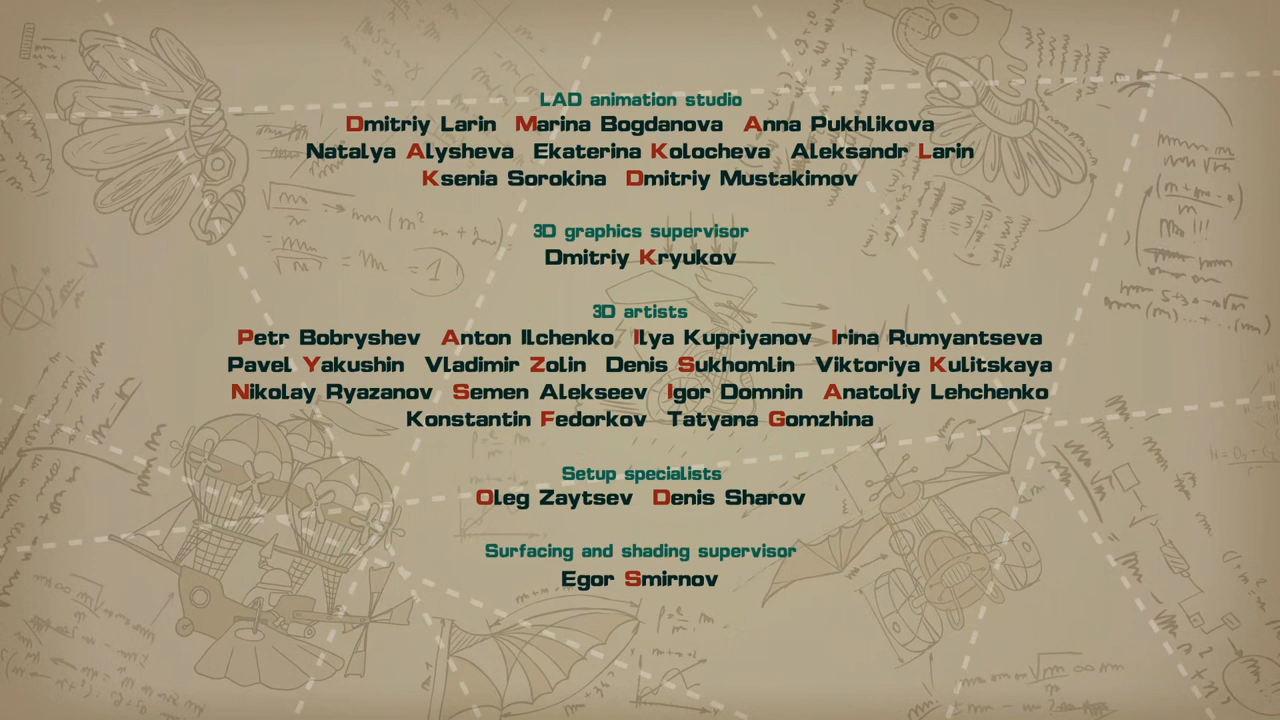 LAD animation studio
Dmitriy Larin Marina Bogdanova Anna Pukhlikova
Natalya Alysheva Ekaterina Kolocheva Aleksandr Larin
Ksenia Sorokina Dmitriy Mustakimov
3D graphics supervisor
Dmitriy Kryukov
3D artists
Petr Bobryshev Anton Ilchenko Ilya Kupriyanov Irina Rumyantseva
Pavel Yakushin Vladimir Zolin Denis Sukhomlin Viktoriya Kulitskaya
Nikolay Ryazanov Semen Alekseev Igor Domnin Anatoliy Lehchenko
Konstantin Fedorkov Tatyana Gomzhina
Setup specialists
Oleg Zaytsev Denis Sharov
Surfacing and shading supervisor
Egor Smirnov